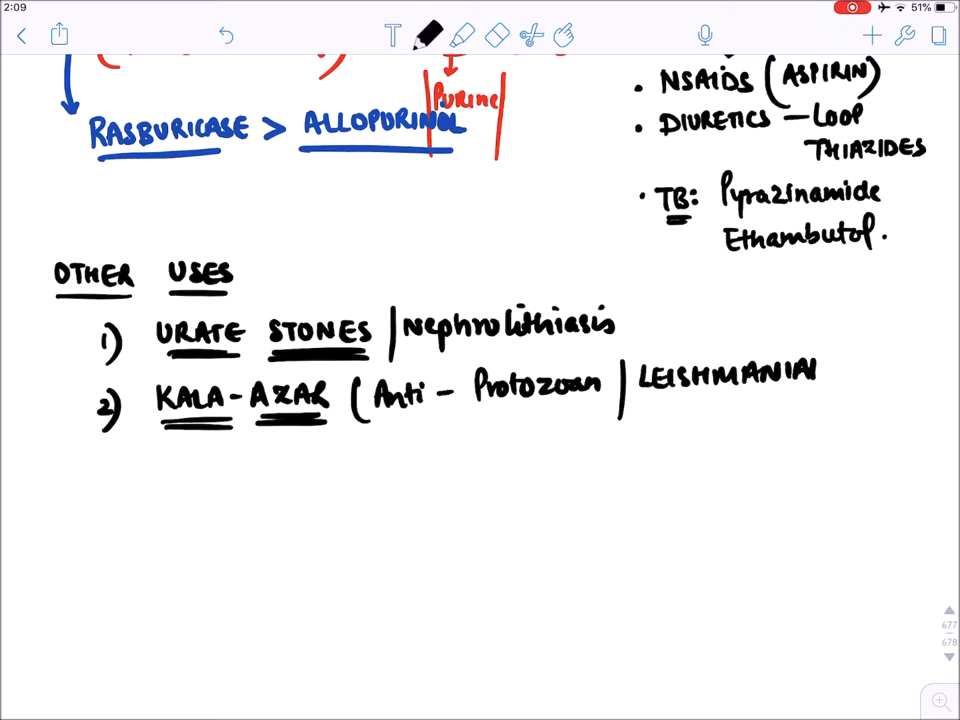 2:09
51%
T
Purine
RASBURICASE > ALLOPURINOL
• NSAIDS (ASPIRIN)
• DIURETICS — LOOP
THIAZIDES
• TB: Pyrazinamide
Ethambutol.
OTHER USES
1) URATE STONES | Nephrolithiasis
2) KALA-AZAR (Anti - Protozoan | LEISHMANIA
677
678